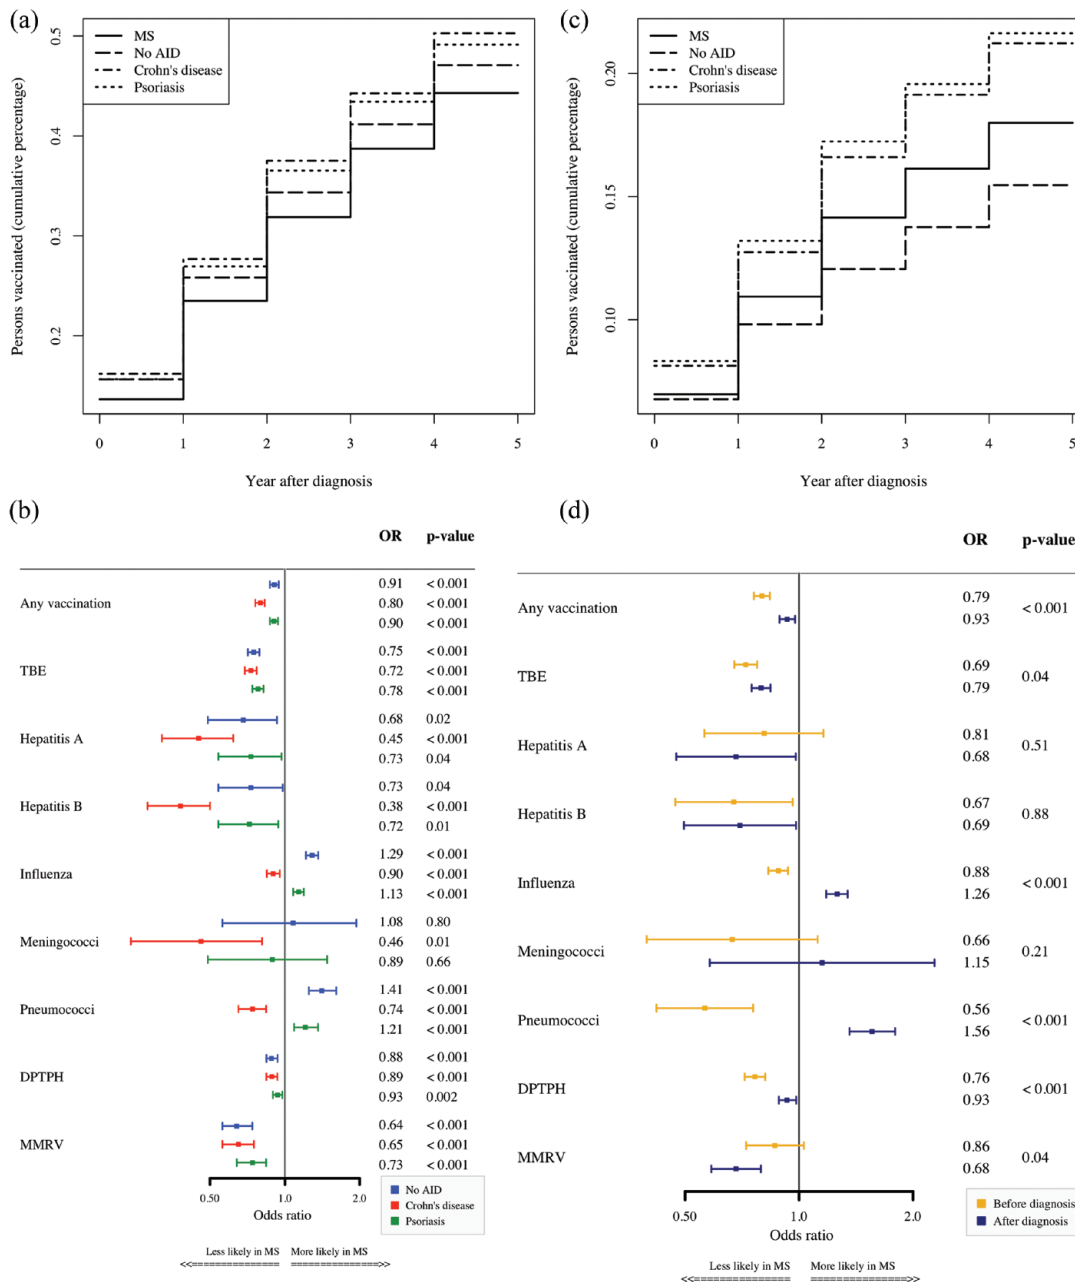 (a)
MS
No AID
Crohn's disease
Psoriasis
Persons vaccinated (cumulative percentage)
0.5
0.4
0.3
0.2
0 1 2 3 4 5
Year after diagnosis
(c)
MS
No AID
Crohn's disease
Psoriasis
Persons vaccinated (cumulative percentage)
0.20
0.15
0.10
0 1 2 3 4 5
Year after diagnosis
(b)
OR p-value
0.91 < 0.001
Any vaccination 0.80 < 0.001
0.90 < 0.001
0.75 < 0.001
TBE 0.72 < 0.001
0.78 < 0.001
0.68 0.02
Hepatitis A 0.45 < 0.001
0.73 0.04
0.73 0.04
Hepatitis B 0.38 < 0.001
0.72 0.01
1.29 < 0.001
Influenza 0.90 < 0.001
1.13 < 0.001
1.08 0.80
Meningococci 0.46 0.01
0.89 0.66
1.41 < 0.001
Pneumococci 0.74 < 0.001
1.21 < 0.001
0.88 < 0.001
DPTPH 0.89 < 0.001
0.93 0.002
0.64 < 0.001
MMRV 0.65 < 0.001
0.73 < 0.001
0.50 1.0 2.0
Odds ratio
No AID
Crohn's disease
Psoriasis
Less likely in MS More likely in MS
<<============== ==============>>
(d)
OR p-value
0.79
Any vaccination < 0.001
0.93
0.69
TBE 0.04
0.79
0.81
Hepatitis A 0.51
0.68
0.67
Hepatitis B 0.88
0.69
0.88
Influenza < 0.001
1.26
0.66
Meningococci 0.21
1.15
0.56
Pneumococci < 0.001
1.56
0.76
DPTPH < 0.001
0.93
0.86
MMRV 0.04
0.68
0.50 1.0 2.0
Odds ratio
Before diagnosis
After diagnosis
Less likely in MS More likely in MS
<<============== ==============>>